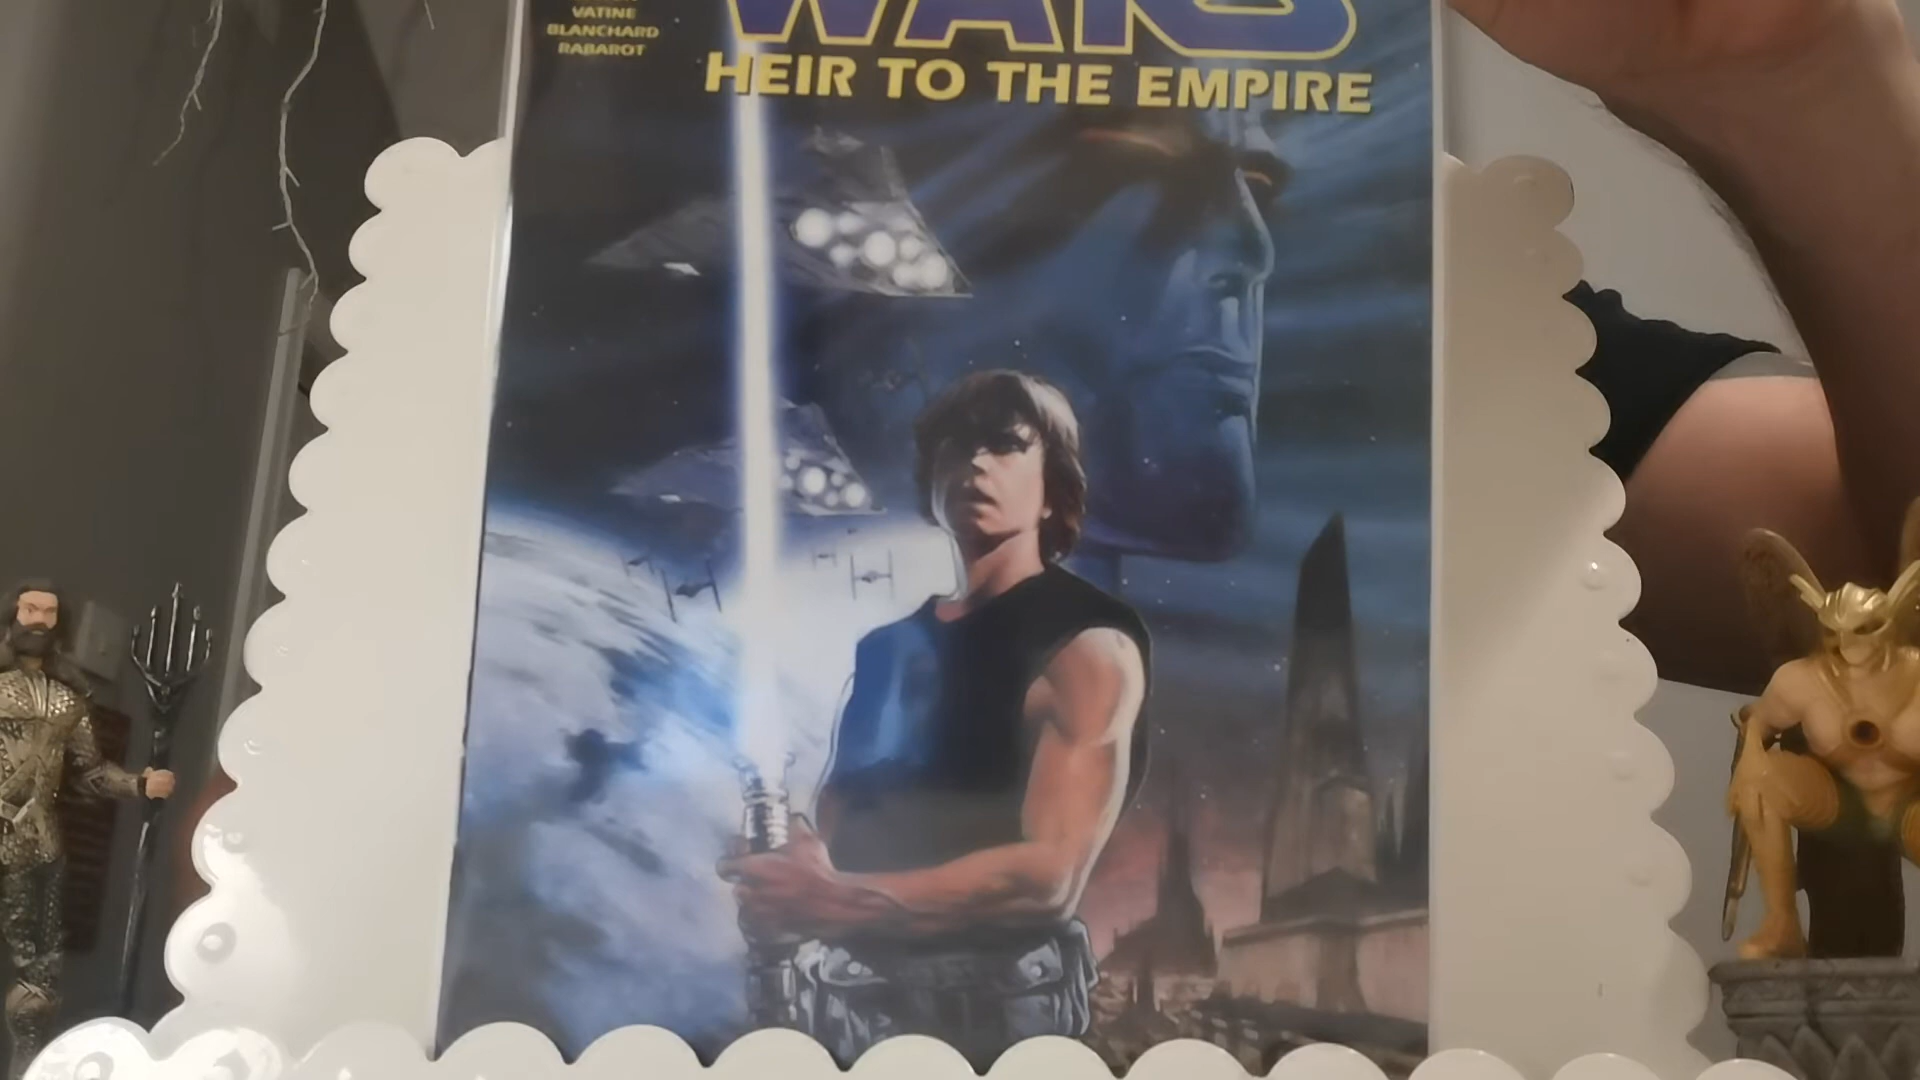 VATINE
BLANCHARD
RABAROT
WARS
HEIR TO THE EMPIRE